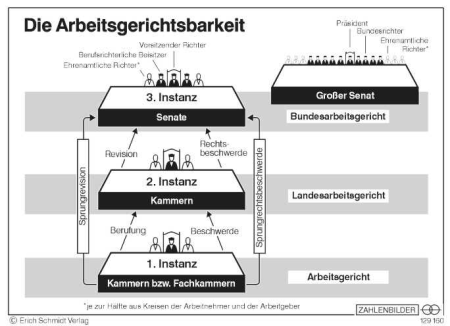 Die Arbeitsgerichtsbarkeit
Präsident
Bundesrichter
Ehrenamtliche
Richter*
Vorsitzender Richter
Berufsrichterliche Beisitzer
Ehrenamtliche Richter*
3. Instanz
Senate
Großer Senat
Bundesarbeitsgericht
Revision
Rechts-
beschwerde
Sprungrevision
Sprungrechtsbeschwerde
2. Instanz
Kammern
Landesarbeitsgericht
Berufung
Beschwerde
1. Instanz
Kammern bzw. Fachkammern
Arbeitsgericht
*je zur Hälfte aus Kreisen der Arbeitnehmer und der Arbeitgeber
ZAHLENBILDER
© Erich Schmidt Verlag
129 160